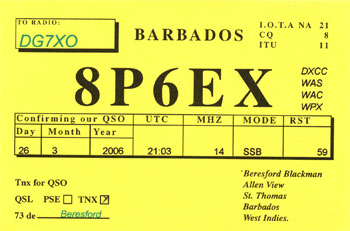 TO RADIO:
DG7XO
BARBADOS
I.O.T.A NA 21
CQ 8
ITU 11
8P6EX
DXCC
WAS
WAC
WPX
Confirming our QSO UTC MHZ MODE RST
Day Month Year
26 3 2006 21:03 14 SSB 59
Tnx for QSO
QSL PSE TNX
73 de Beresford
Beresford Blackman
Allen View
St. Thomas
Barbados
West Indies.